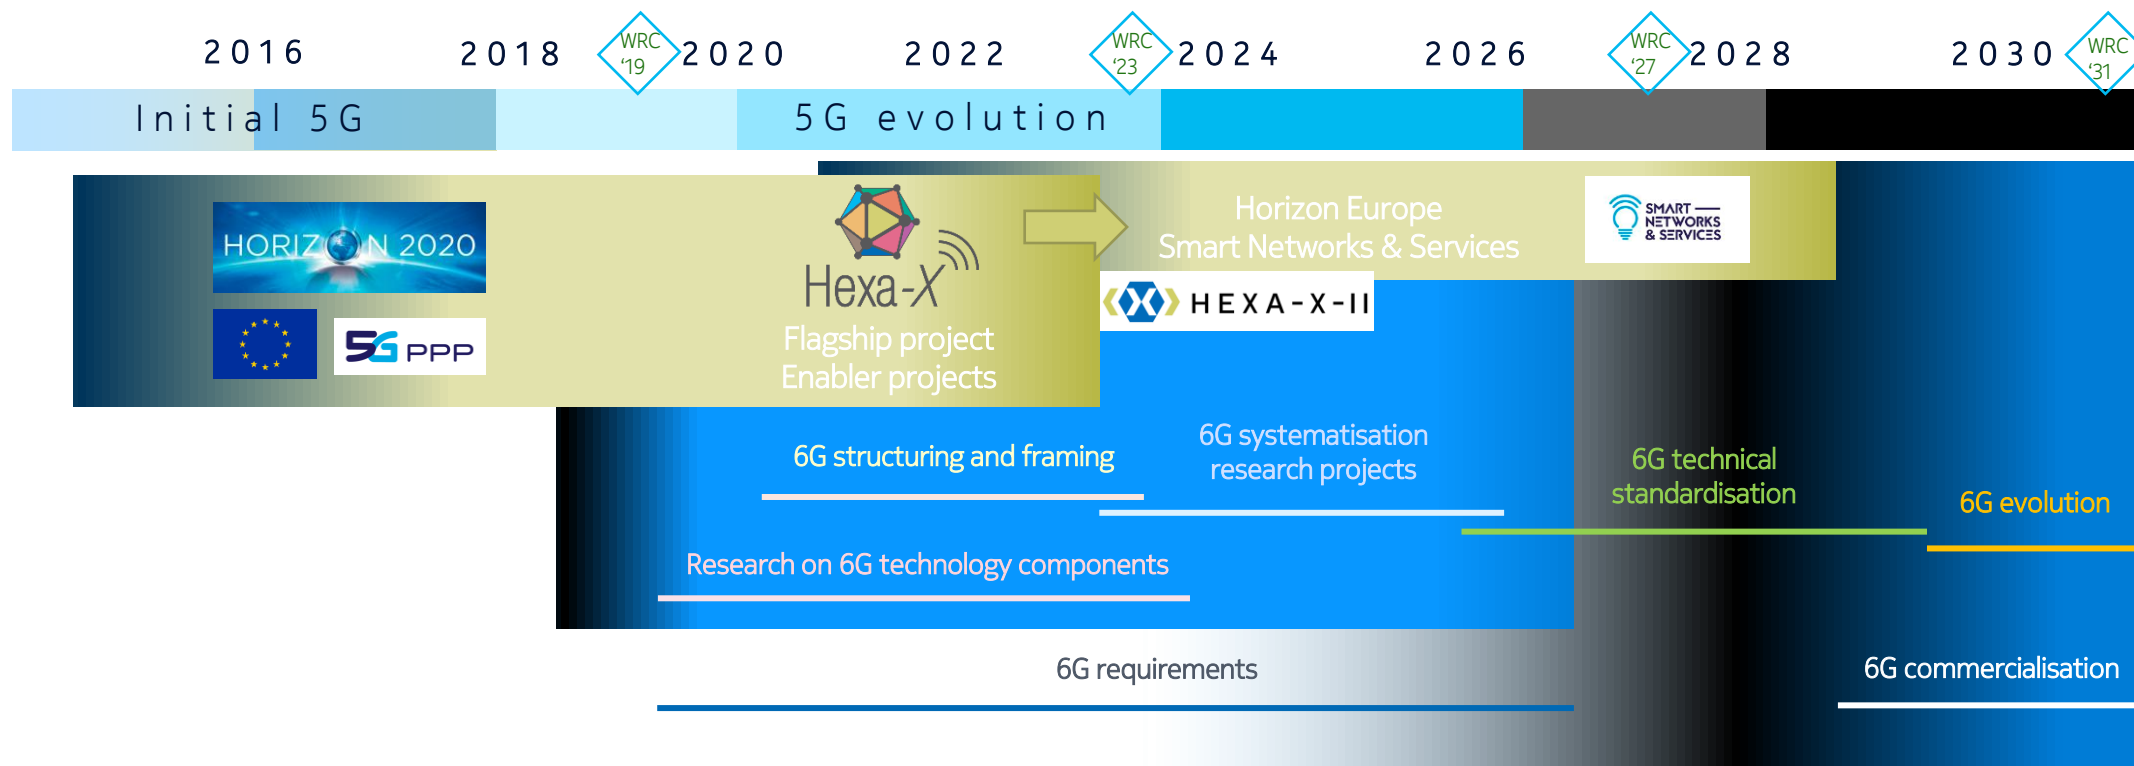 2016 2018 WRC '19 2020 2022 WRC '23 2024 2026 WRC '27 2028 2030 WRC '31
Initial 5G 5G evolution
HORIZON 2020
5G PPP
Hexa-X
Flagship project
Enabler projects
Horizon Europe
Smart Networks & Services
SMART
NETWORKS
& SERVICES
HEXA-X-II
6G structuring and framing
6G systematisation
research projects
6G technical
standardisation
6G evolution
Research on 6G technology components
6G requirements
6G commercialisation